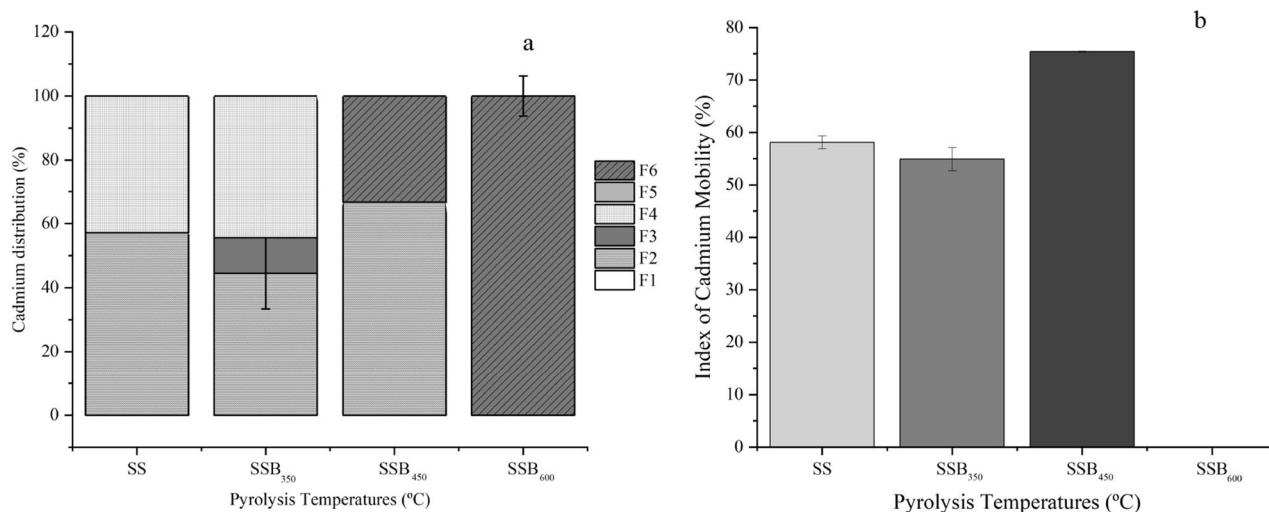 a
120
100
80
60
40
20
0
Cadmium distribution (%)
SS
SSB350
SSB450
SSB600
Pyrolysis Temperatures (ºC)
F6
F5
F4
F3
F2
F1
b
80
70
60
50
40
30
20
10
0
Index of Cadmium Mobility (%)
SS
SSB350
SSB450
SSB600
Pyrolysis Temperatures (ºC)